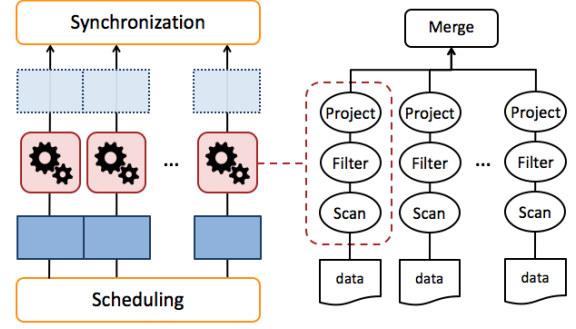 Synchronization
Merge
Project Project Project
... Filter Filter ... Filter
Scan Scan Scan
data data data
Scheduling